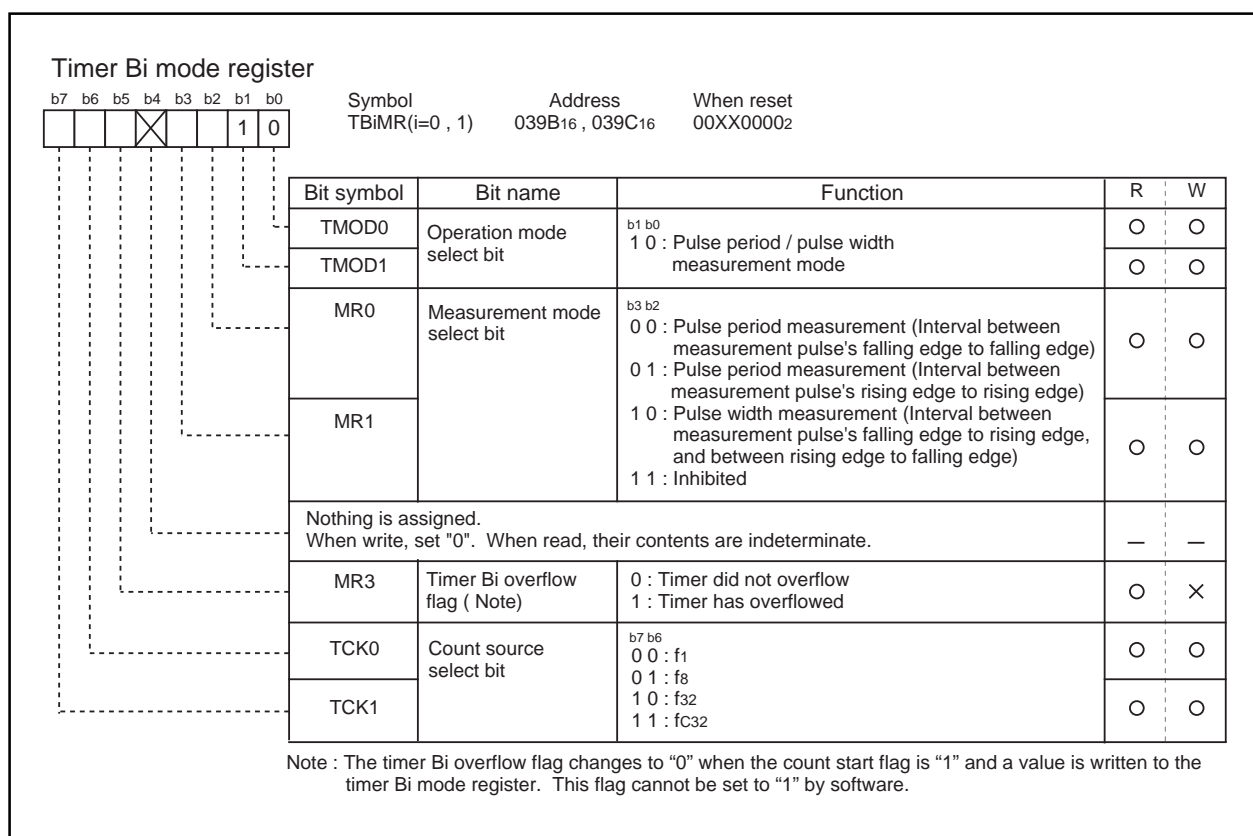 Timer Bi mode register
b7 b6 b5 b4 b3 b2 b1 b0
1 0
Symbol Address When reset
TBiMR(i=0 , 1) 039B16 , 039C16 00XX00002
Bit symbol Bit name Function R W
TMOD0
TMOD1
Operation mode
select bit
b1 b0
1 0 : Pulse period / pulse width
measurement mode
MR0
MR1
Measurement mode
select bit
b3 b2
0 0 : Pulse period measurement (Interval between
measurement pulse's falling edge to falling edge)
0 1 : Pulse period measurement (Interval between
measurement pulse's rising edge to rising edge)
1 0 : Pulse width measurement (Interval between
measurement pulse's falling edge to rising edge,
and between rising edge to falling edge)
1 1 : Inhibited
Nothing is assigned.
When write, set "0". When read, their contents are indeterminate.
MR3
Timer Bi overflow
flag ( Note)
0 : Timer did not overflow
1 : Timer has overflowed
TCK0
TCK1
Count source
select bit
b7 b6
0 0 : f1
0 1 : f8
1 0 : f32
1 1 : fC32
Note : The timer Bi overflow flag changes to “0” when the count start flag is “1” and a value is written to the
timer Bi mode register. This flag cannot be set to “1” by software.